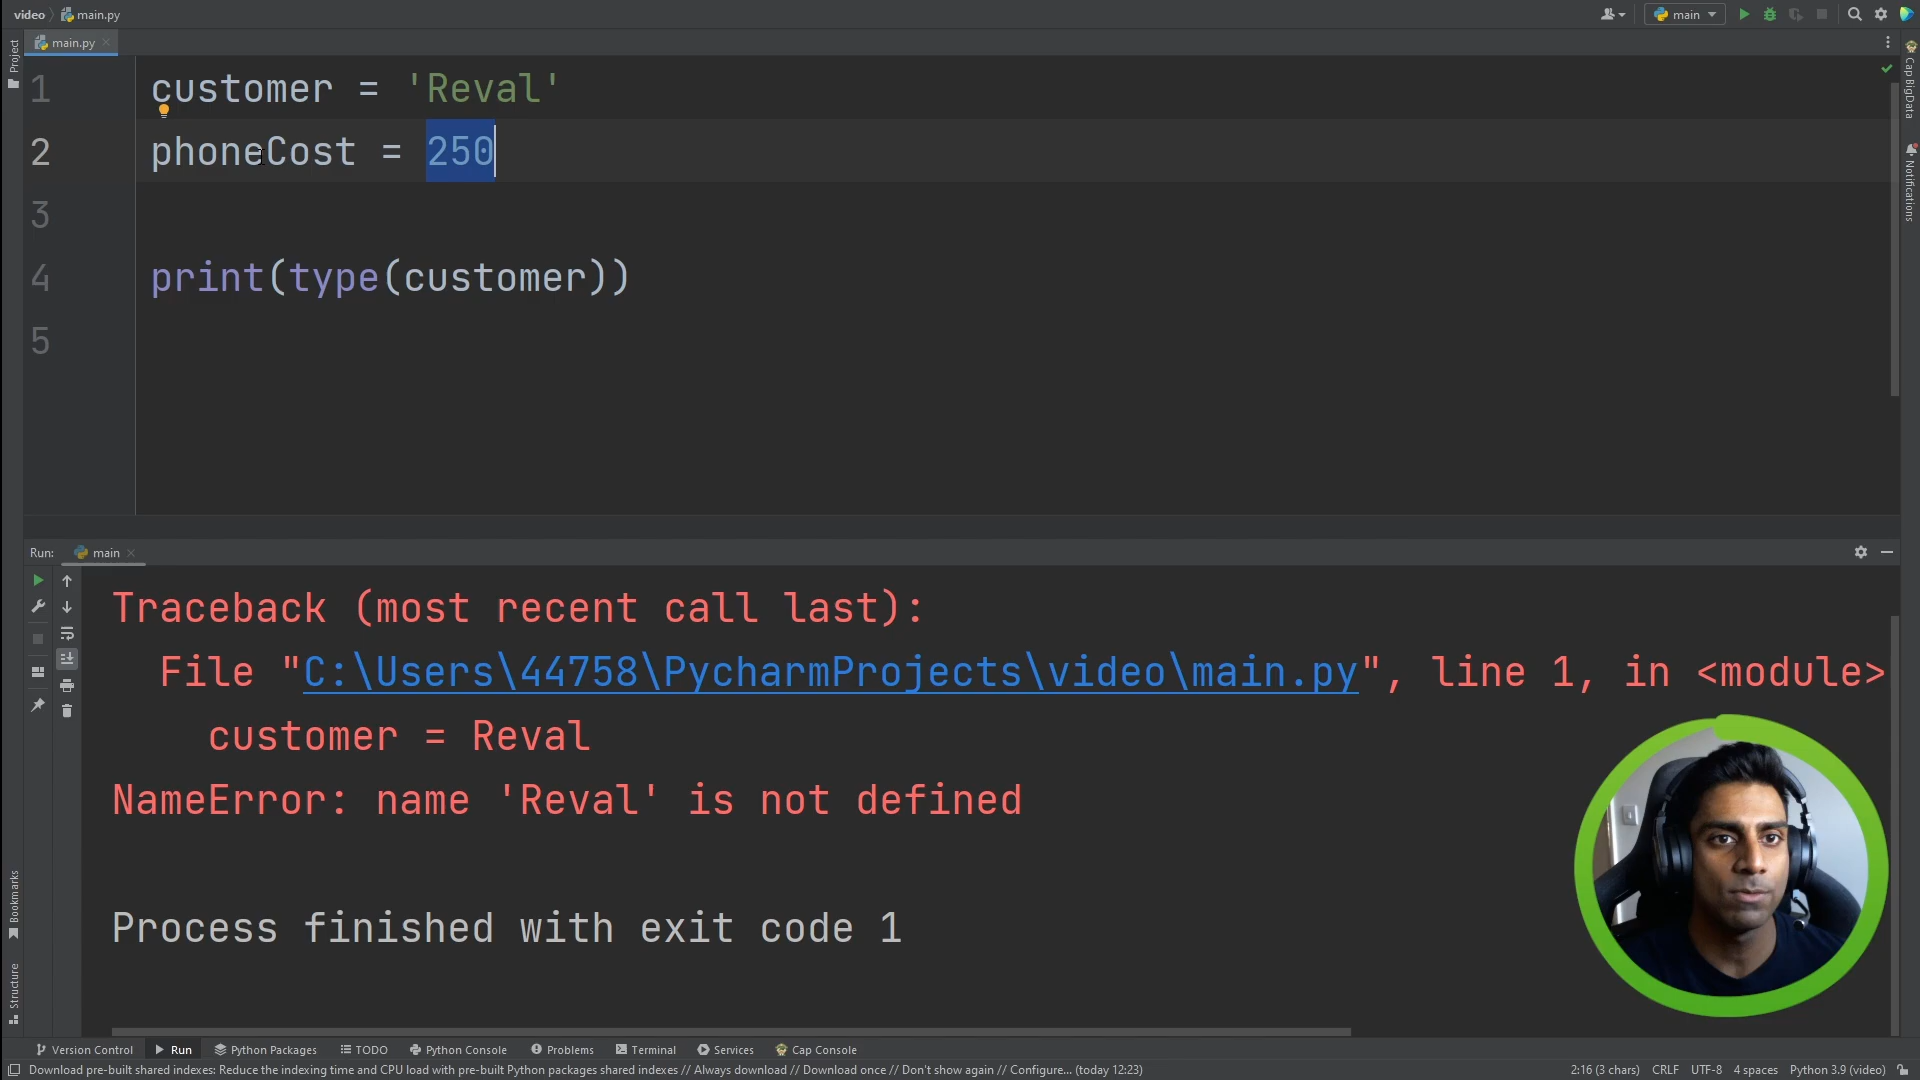 video main.py
main
main.py
Project
Cap BigData
Notifications
1 customer = 'Reval'
2 phoneCost = 250
3
4 print(type(customer))
5
Run: main
Traceback (most recent call last):
File "C:\Users\44758\PycharmProjects\video\main.py", line 1, in <module>
customer = Reval
NameError: name 'Reval' is not defined
Process finished with exit code 1
Bookmarks
Structure
Version Control Run Python Packages TODO Python Console Problems Terminal Services Cap Console
Download pre-built shared indexes: Reduce the indexing time and CPU load with pre-built Python packages shared indexes // Always download // Download once // Don't show again // Configure... (today 12:23) 2:16 (3 chars) CRLF UTF-8 4 spaces Python 3.9 (video)